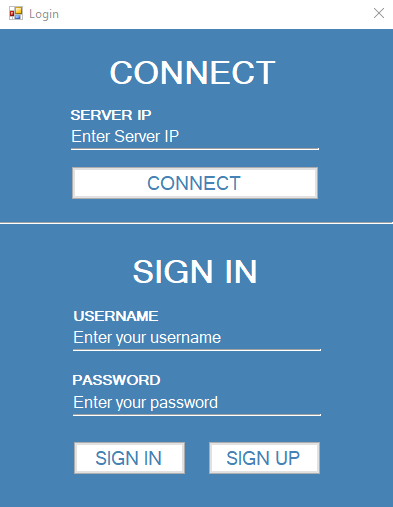 Login
CONNECT
SERVER IP
Enter Server IP
CONNECT
SIGN IN
USERNAME
Enter your username
PASSWORD
Enter your password
SIGN IN SIGN UP